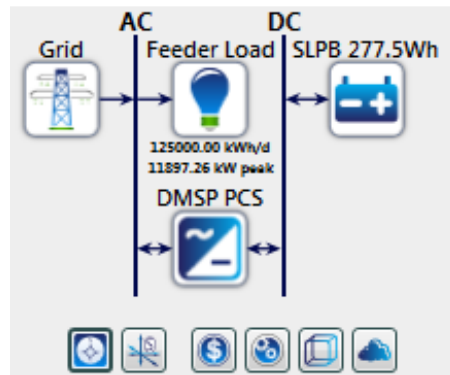 AC DC
Grid Feeder Load SLPB 277.5Wh
125000.00 kWh/d
11897.26 kW peak
DMSP PCS